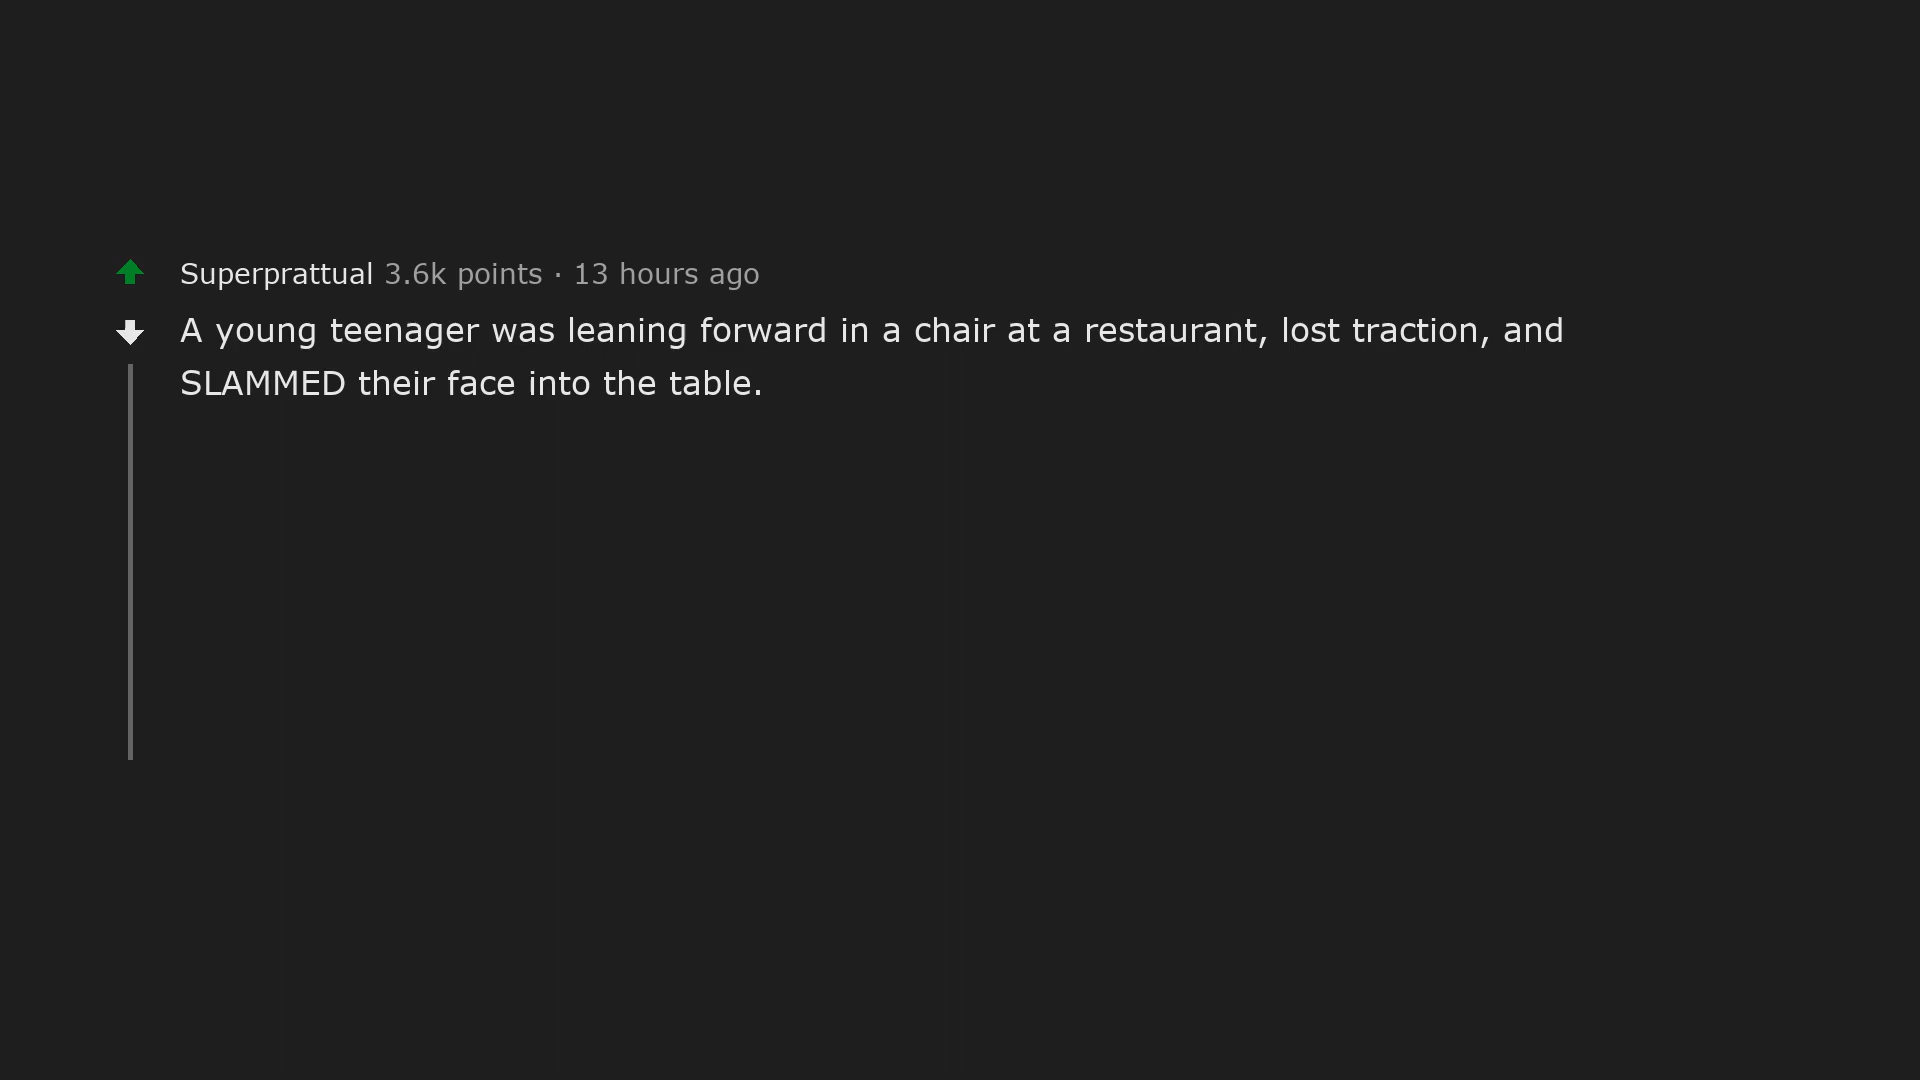 Superprattual 3.6k points · 13 hours ago
A young teenager was leaning forward in a chair at a restaurant, lost traction, and
SLAMMED their face into the table.